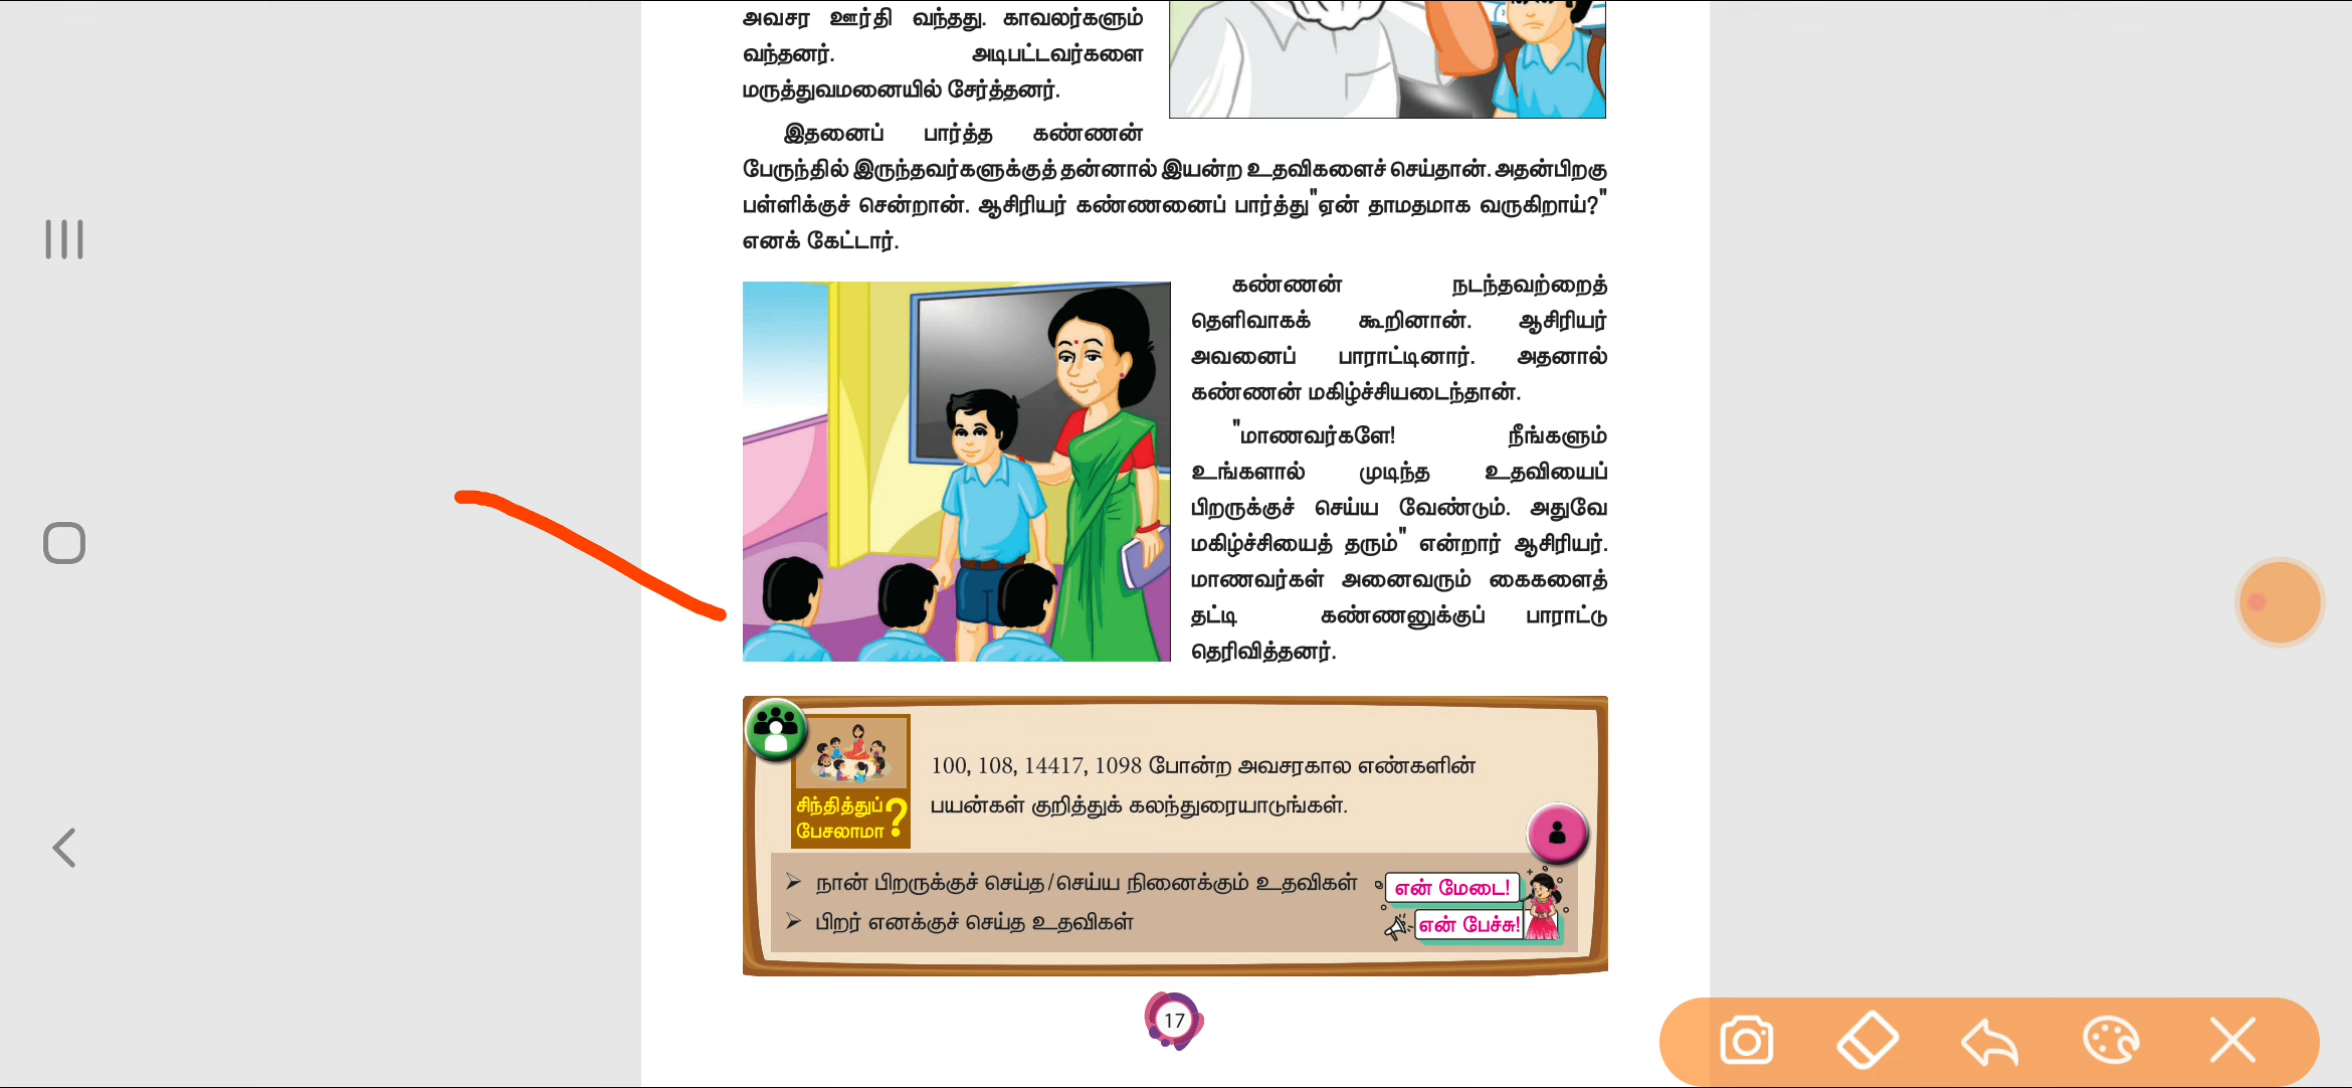 அவசர ஊர்தி வந்தது. காவலர்களும்
வந்தனர். அடிபட்டவர்களை
மருத்துவமனையில் சேர்த்தனர்.
இதனைப் பார்த்த கண்ணன்
பேருந்தில் இருந்தவர்களுக்குத் தன்னால் இயன்ற உதவிகளைச் செய்தான். அதன்பிறகு
பள்ளிக்குச் சென்றான். ஆசிரியர் கண்ணனைப் பார்த்து"ஏன் தாமதமாக வருகிறாய்?"
எனக் கேட்டார்.
கண்ணன் நடந்தவற்றைத்
தெளிவாகக் கூறினான். ஆசிரியர்
அவனைப் பாராட்டினார். அதனால்
கண்ணன் மகிழ்ச்சியடைந்தான்.
"மாணவர்களே! நீங்களும்
உங்களால் முடிந்த உதவியைப்
பிறருக்குச் செய்ய வேண்டும். அதுவே
மகிழ்ச்சியைத் தரும்" என்றார் ஆசிரியர்.
மாணவர்கள் அனைவரும் கைகளைத்
தட்டி கண்ணனுக்குப் பாராட்டு
தெரிவித்தனர்.
சிந்தித்துப்
பேசலாமா ?
100, 108, 14417, 1098 போன்ற அவசரகால எண்களின்
பயன்கள் குறித்துக் கலந்துரையாடுங்கள்.
➢ நான் பிறருக்குச் செய்த/செய்ய நினைக்கும் உதவிகள்
➢ பிறர் எனக்குச் செய்த உதவிகள்
என் மேடை!
என் பேச்சு!
17